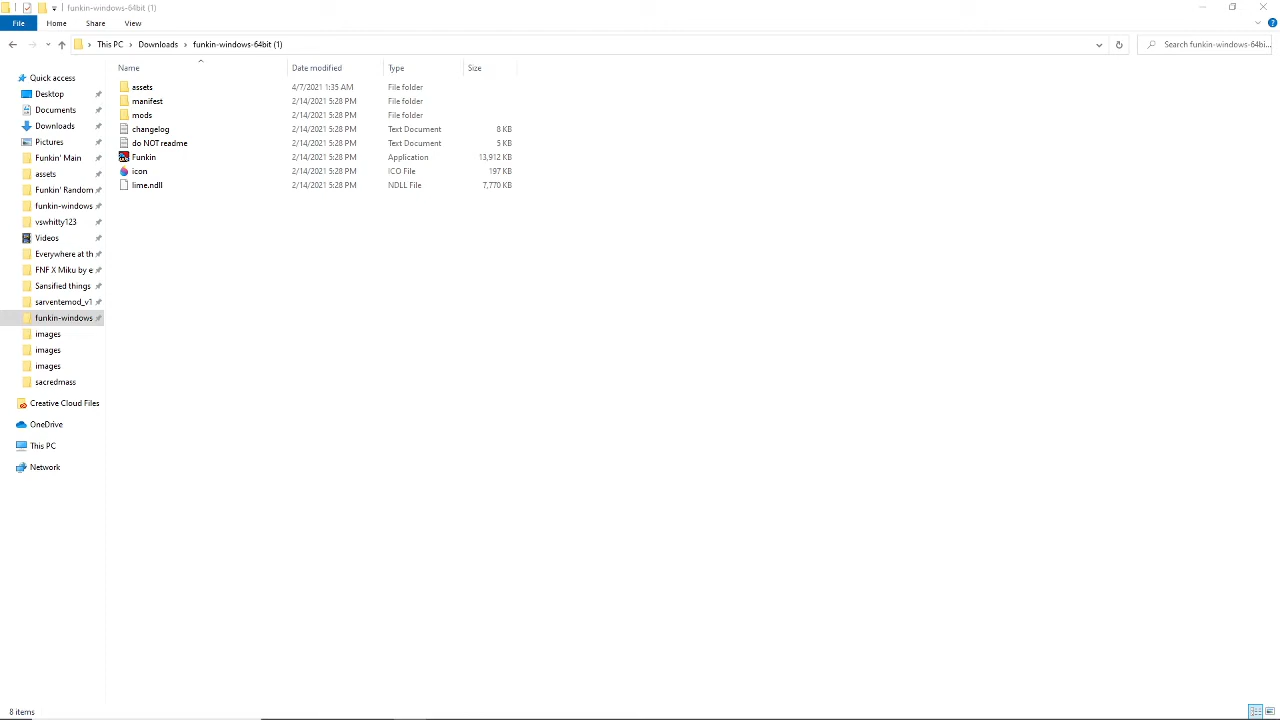 funkin-windows-64bit (1)
File Home Share View
This PC Downloads funkin-windows-64bit (1) Search funkin-windows-64bi...
Name Date modified Type Size
Quick access
Desktop
Documents
Downloads
Pictures
Funkin' Main
assets
Funkin' Random
funkin-windows
vswhitty123
Videos
Everywhere at th
FNF X Miku by e
Sansified things
sarventemod_v1
funkin-windows
images
images
images
sacredmass
Creative Cloud Files
OneDrive
This PC
Network
assets 4/7/2021 1:35 AM File folder
manifest 2/14/2021 5:28 PM File folder
mods 2/14/2021 5:28 PM File folder
changelog 2/14/2021 5:28 PM Text Document 8 KB
do NOT readme 2/14/2021 5:28 PM Text Document 5 KB
Funkin 2/14/2021 5:28 PM Application 13,912 KB
icon 2/14/2021 5:28 PM ICO File 197 KB
lime.ndll 2/14/2021 5:28 PM NDLL File 7,770 KB
8 items